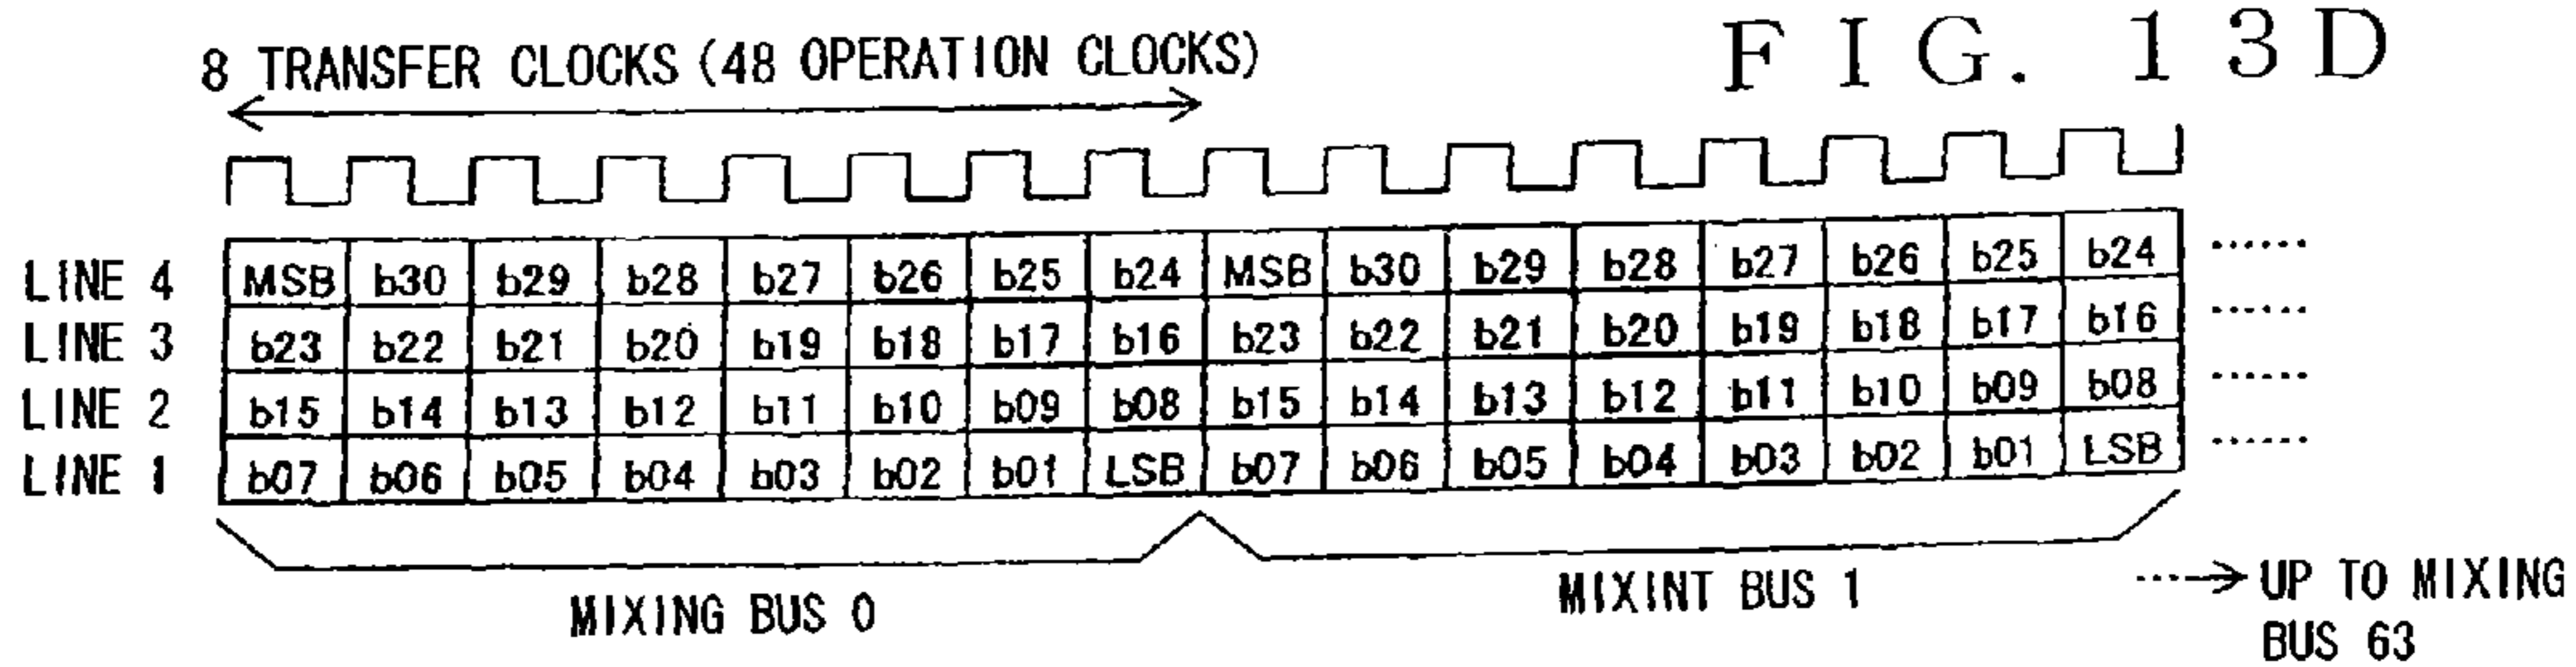 F I G. 1 3 D
8 TRANSFER CLOCKS (48 OPERATION CLOCKS)
LINE 4 MSB b30 b29 b28 b27 b26 b25 b24 MSB b30 b29 b28 b27 b26 b25 b24 ······
LINE 3 b23 b22 b21 b20 b19 b18 b17 b16 b23 b22 b21 b20 b19 b18 b17 b16 ······
LINE 2 b15 b14 b13 b12 b11 b10 b09 b08 b15 b14 b13 b12 b11 b10 b09 b08 ······
LINE 1 b07 b06 b05 b04 b03 b02 b01 LSB b07 b06 b05 b04 b03 b02 b01 LSB ······
MIXING BUS 0
MIXINT BUS 1
UP TO MIXING
BUS 63